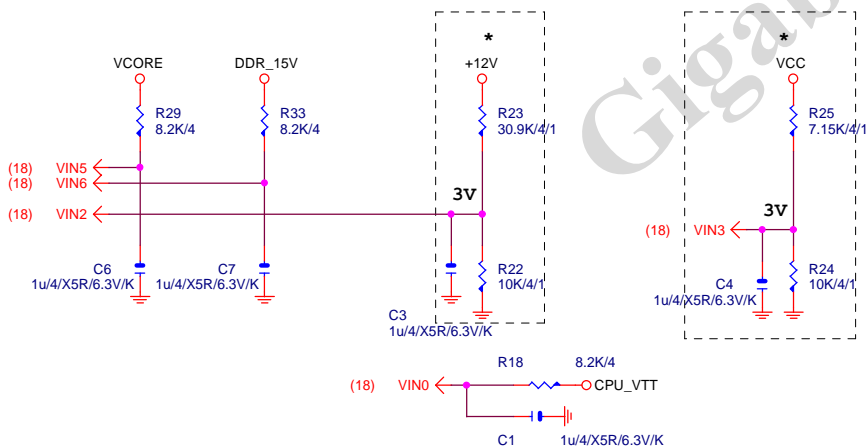 Gigab
*
*
VCORE
DDR_15V
+12V
VCC
R29
8.2K/4
R33
8.2K/4
R23
30.9K/4/1
R25
7.15K/4/1
(18) VIN5
(18) VIN6
(18) VIN2
3V
(18) VIN3
3V
C6
1u/4/X5R/6.3V/K
C7
1u/4/X5R/6.3V/K
R22
10K/4/1
C3
1u/4/X5R/6.3V/K
C4
1u/4/X5R/6.3V/K
R24
10K/4/1
R18
8.2K/4
(18) VIN0
CPU_VTT
C1
1u/4/X5R/6.3V/K